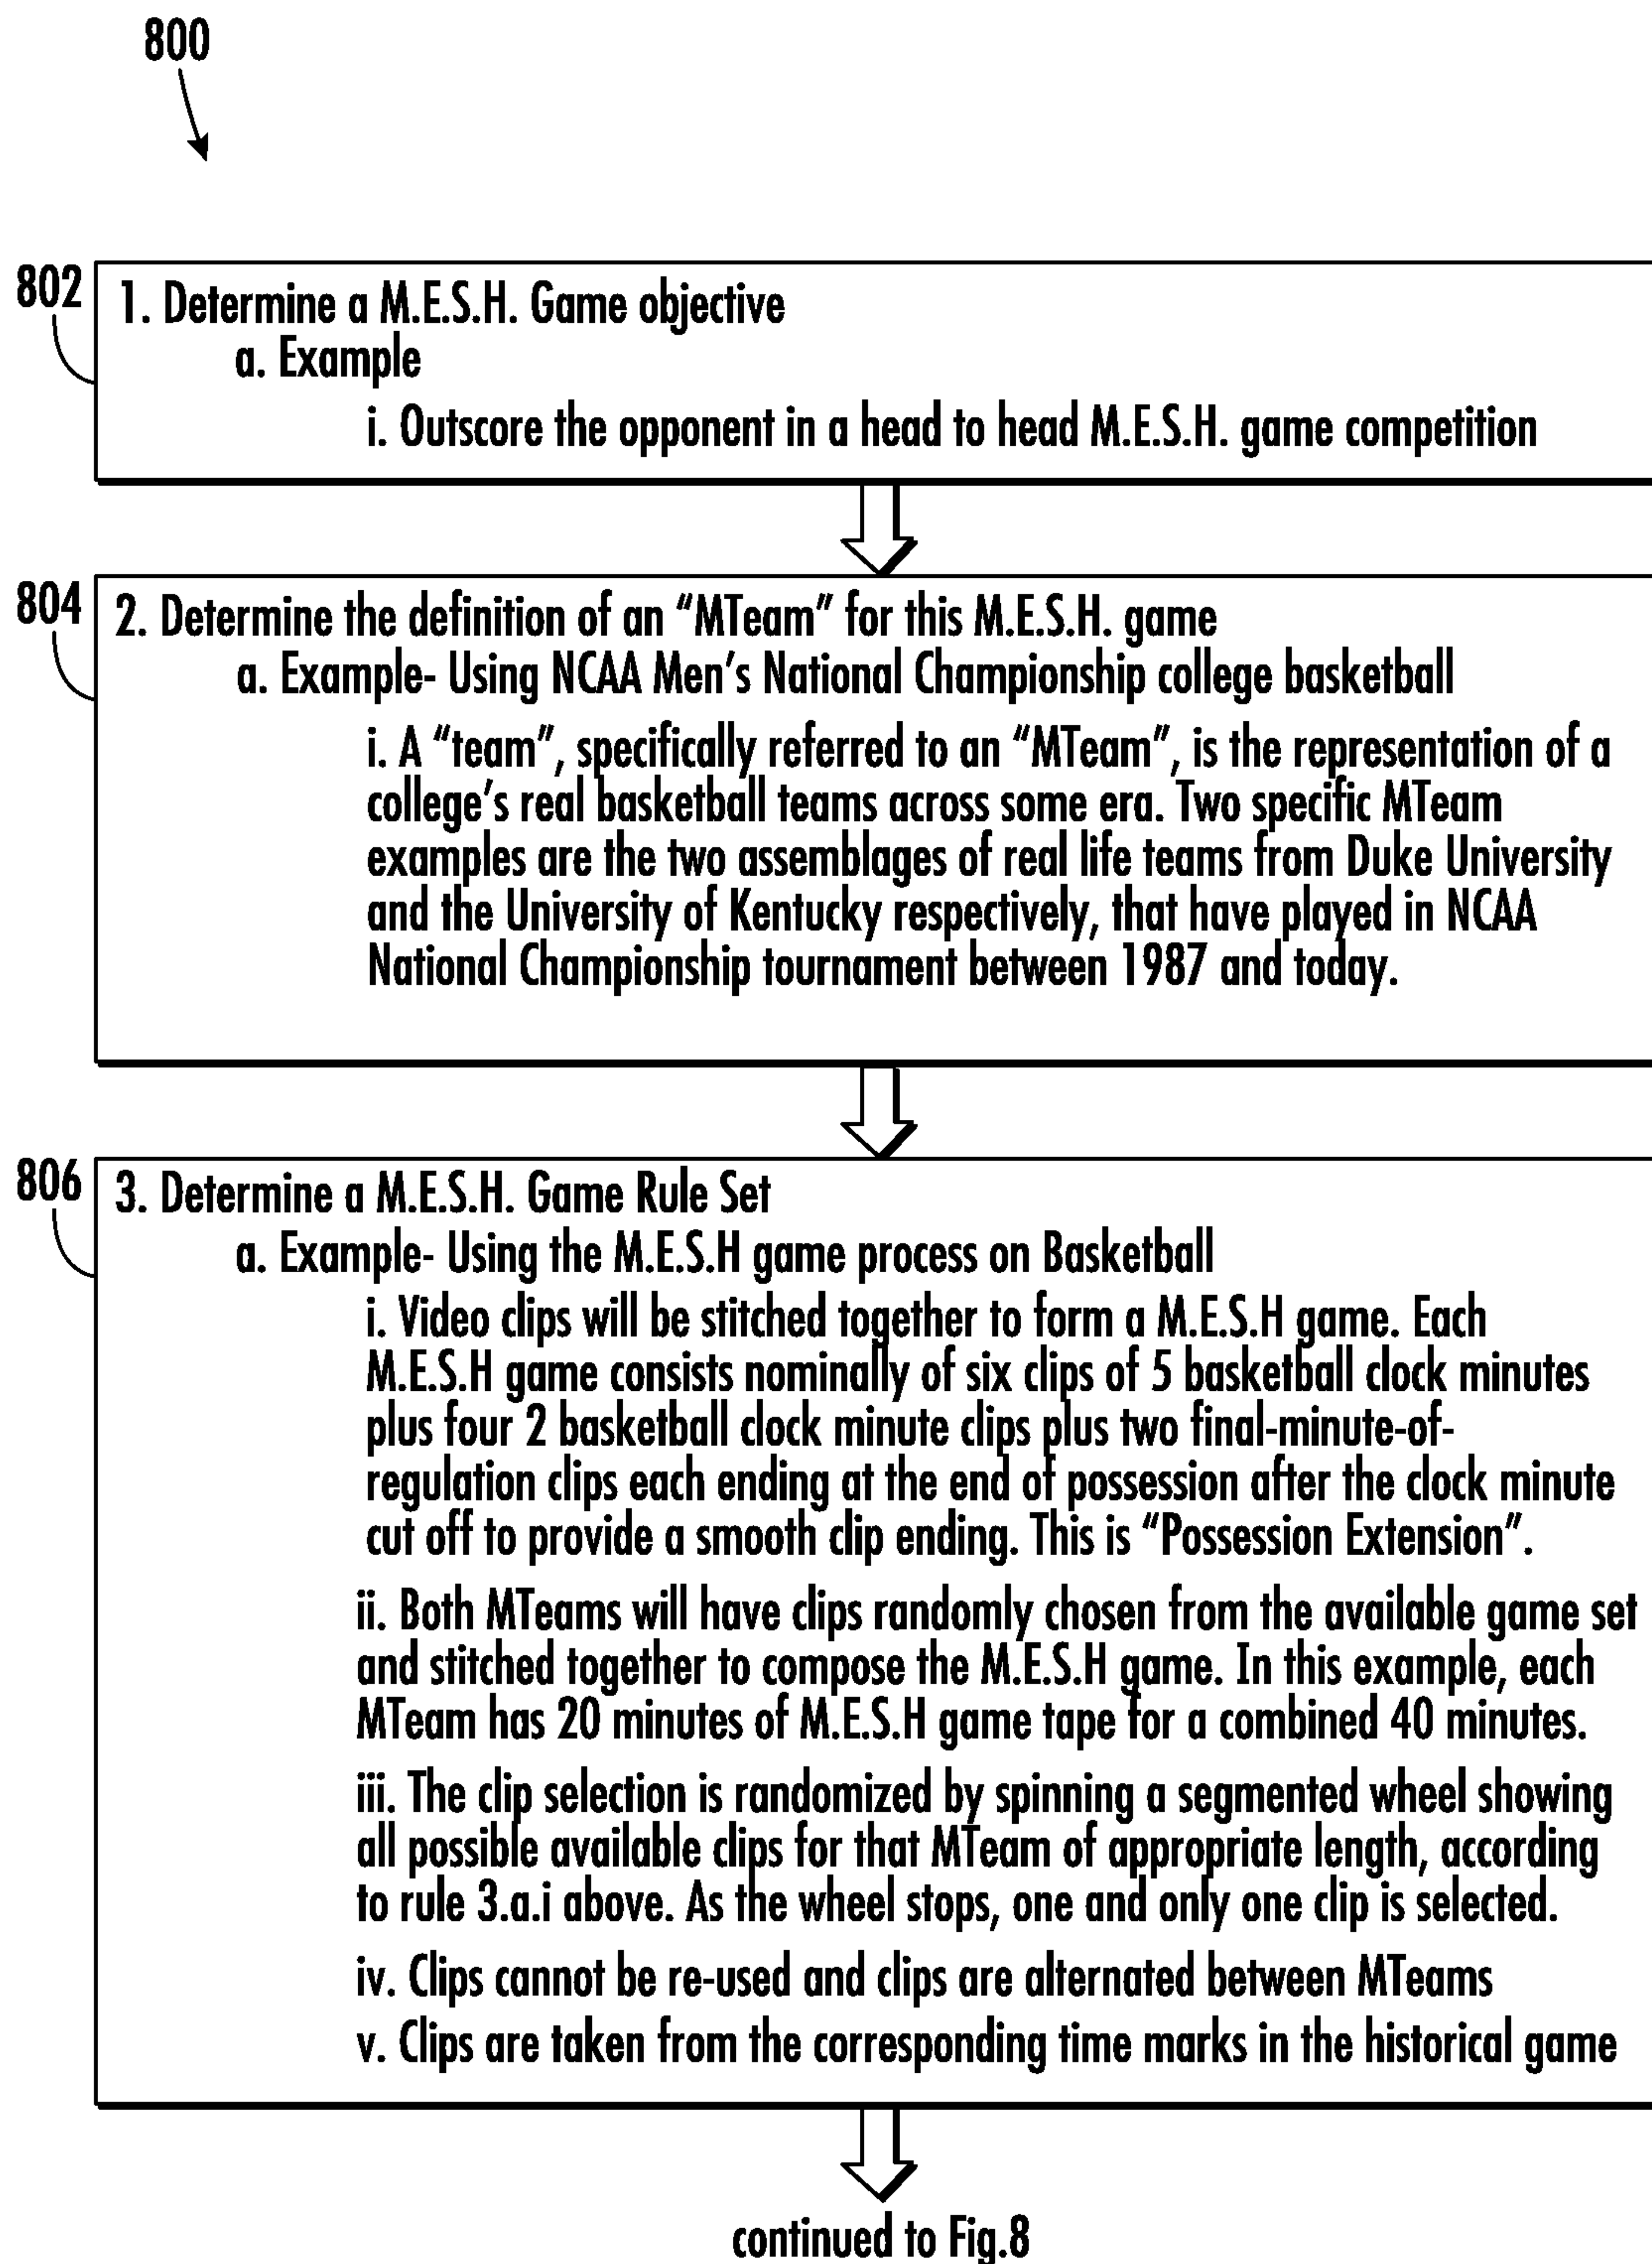 800
802
1. Determine a M.E.S.H. Game objective
a. Example
i. Outscore the opponent in a head to head M.E.S.H. game competition
804
2. Determine the definition of an “MTeam” for this M.E.S.H. game
a. Example- Using NCAA Men’s National Championship college basketball
i. A “team”, specifically referred to an “MTeam”, is the representation of a
college’s real basketball teams across some era. Two specific MTeam
examples are the two assemblages of real life teams from Duke University
and the University of Kentucky respectively, that have played in NCAA
National Championship tournament between 1987 and today.
806
3. Determine a M.E.S.H. Game Rule Set
a. Example- Using the M.E.S.H game process on Basketball
i. Video clips will be stitched together to form a M.E.S.H game. Each
M.E.S.H game consists nominally of six clips of 5 basketball clock minutes
plus four 2 basketball clock minute clips plus two final-minute-of-
regulation clips each ending at the end of possession after the clock minute
cut off to provide a smooth clip ending. This is “Possession Extension”.
ii. Both MTeams will have clips randomly chosen from the available game set
and stitched together to compose the M.E.S.H game. In this example, each
MTeam has 20 minutes of M.E.S.H game tape for a combined 40 minutes.
iii. The clip selection is randomized by spinning a segmented wheel showing
all possible available clips for that MTeam of appropriate length, according
to rule 3.a.i above. As the wheel stops, one and only one clip is selected.
iv. Clips cannot be re-used and clips are alternated between MTeams
v. Clips are taken from the corresponding time marks in the historical game
continued to Fig.8